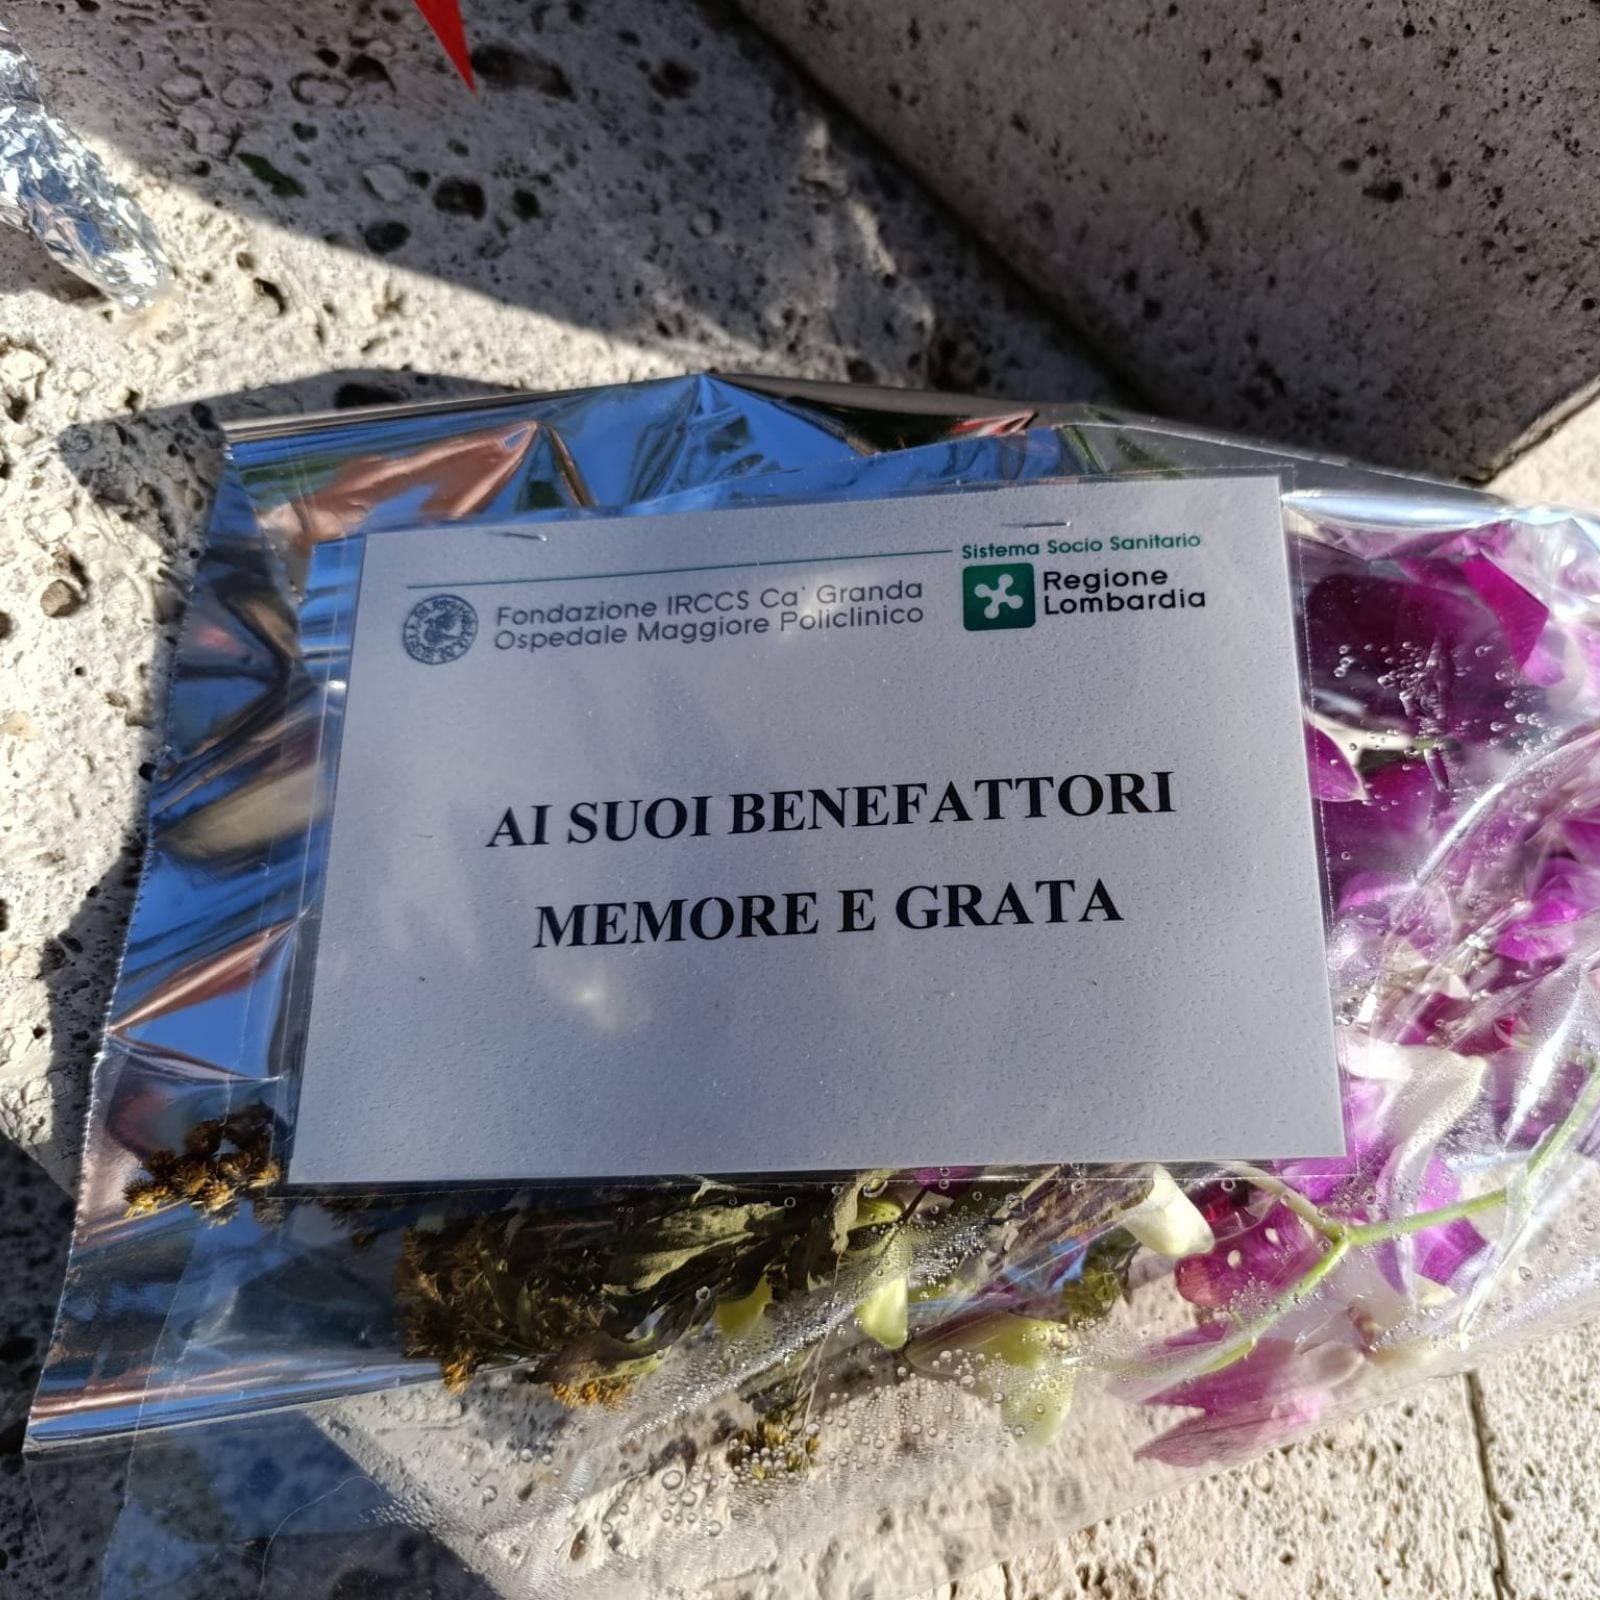 Sistema Socio Sanitario
Fondazione IRCCS Ca' Granda
Ospedale Maggiore Policlinico
Regione
Lombardia
AI SUOI BENEFATTORI
MEMORE E GRATA